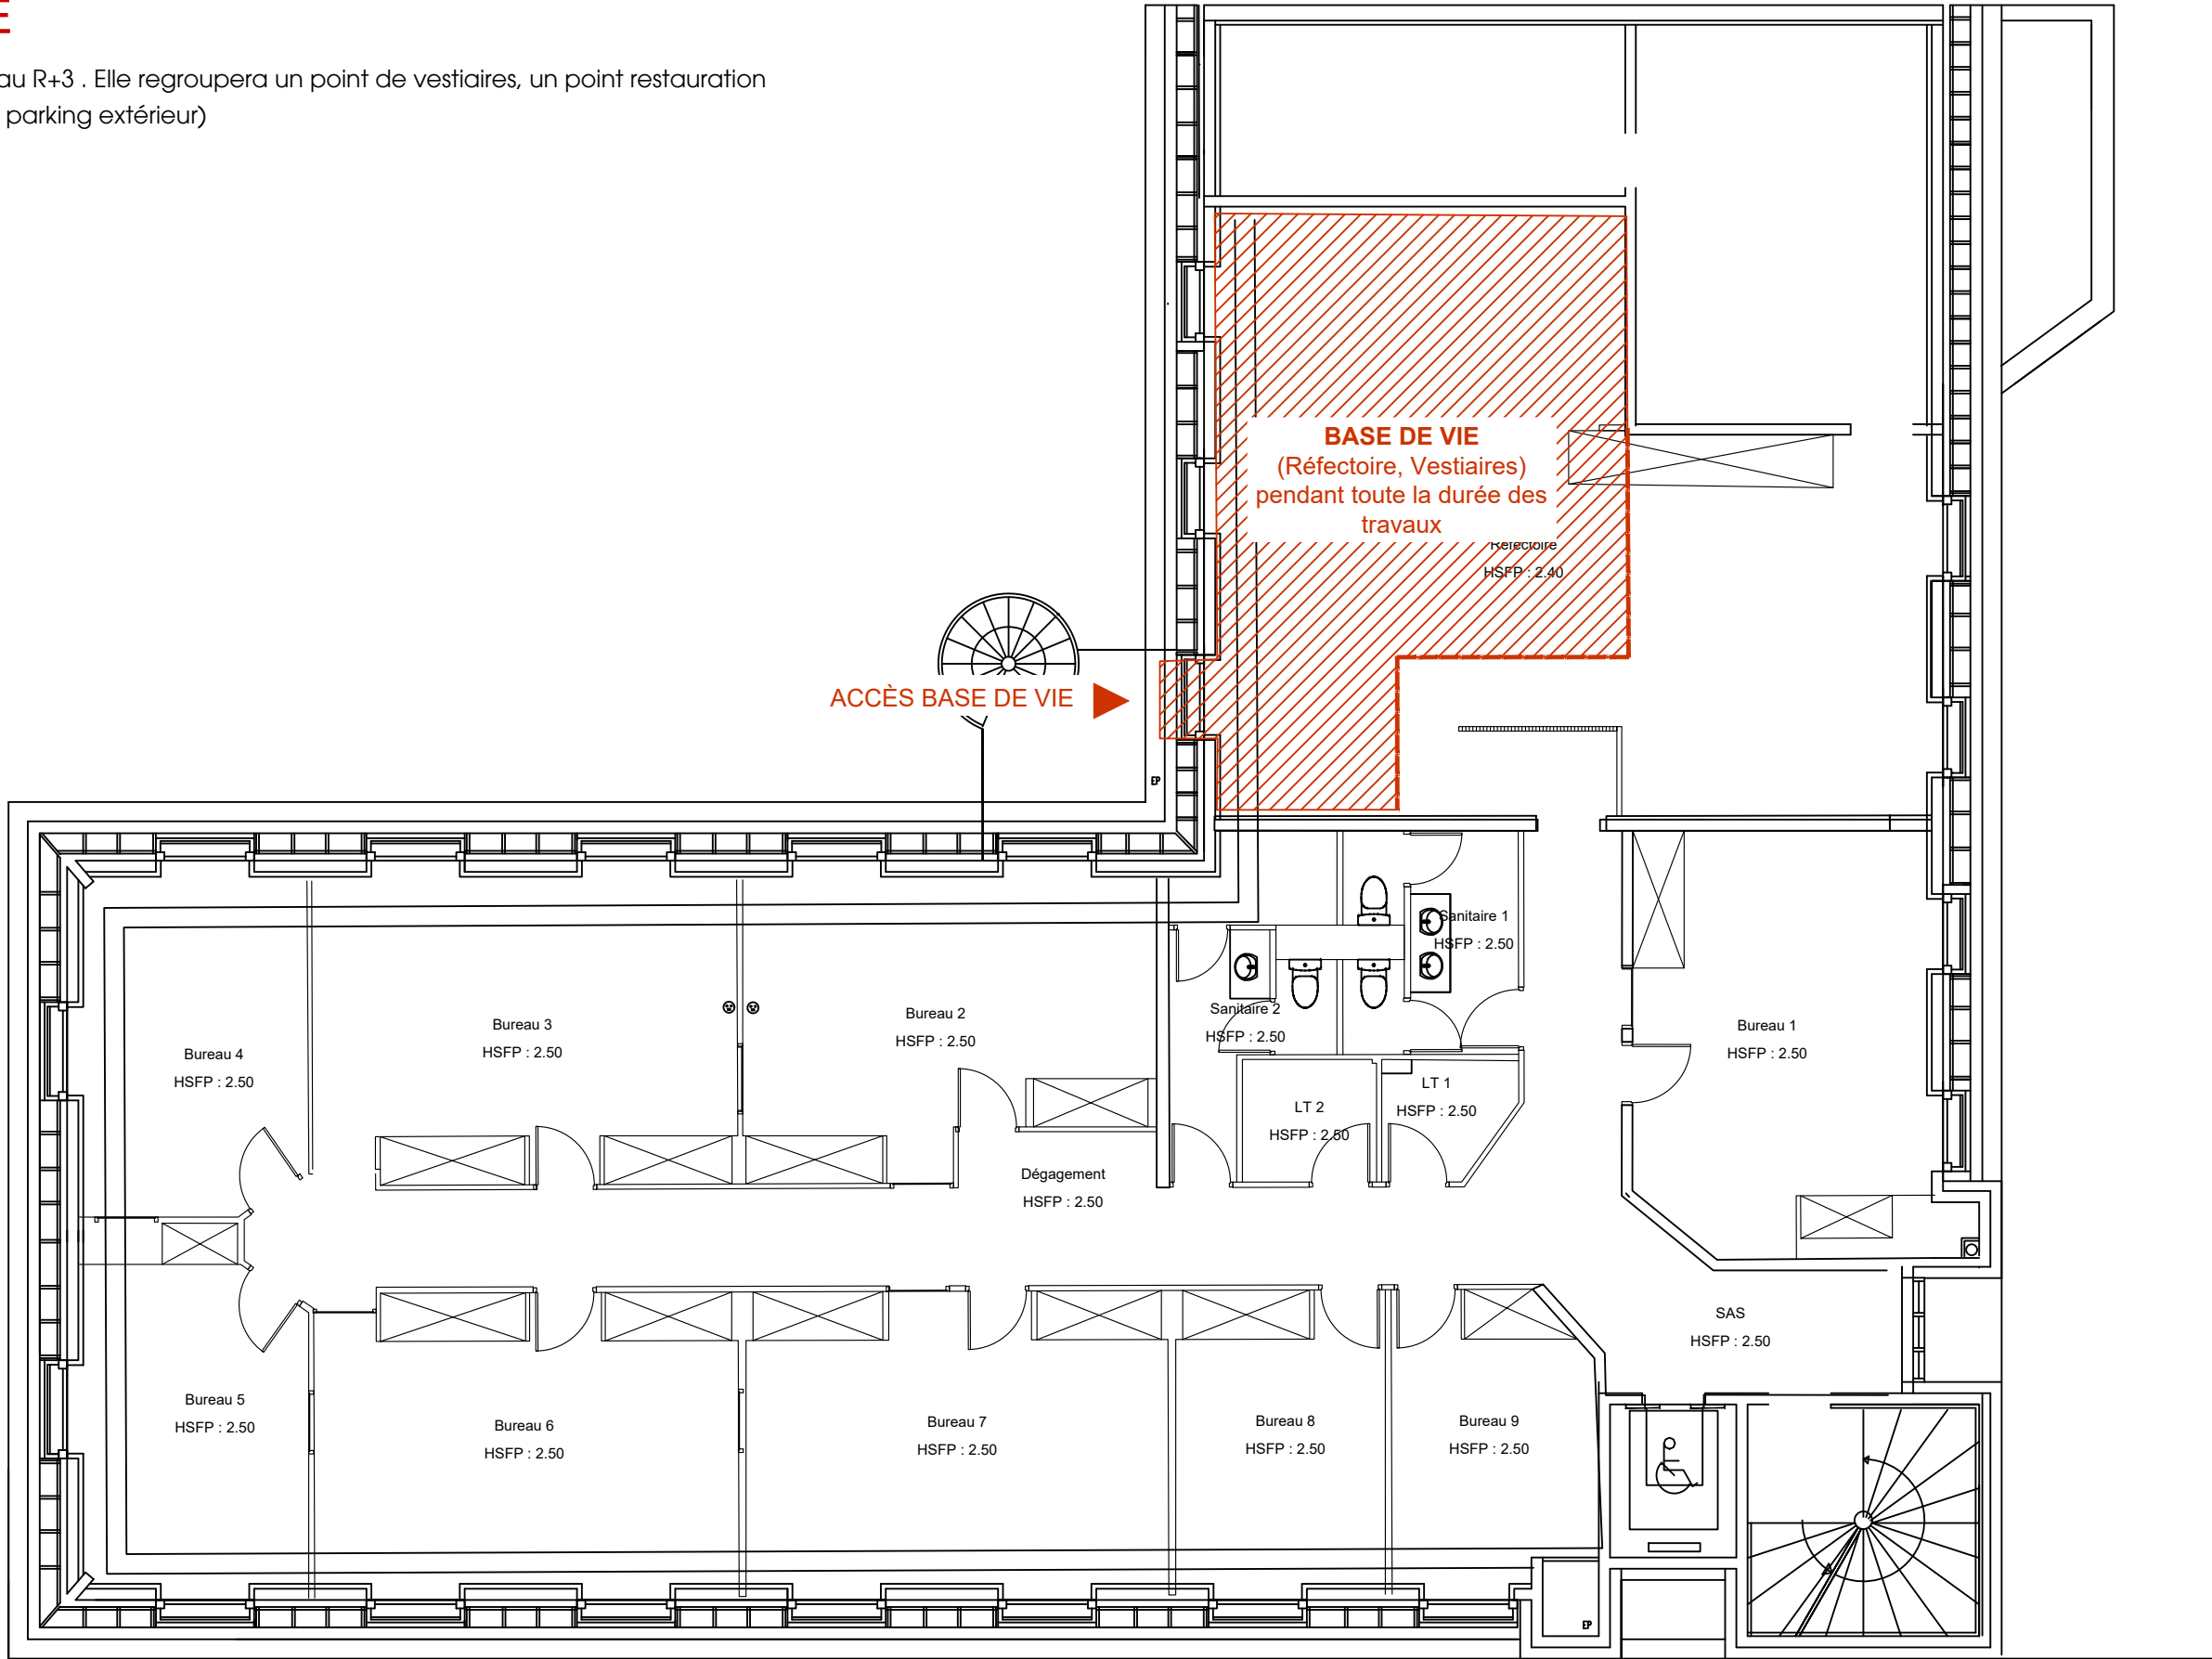 E
au R+3 . Elle regroupera un point de vestiaires, un point restauration
parking extérieur)
BASE DE VIE
(Réfectoire, Vestiaires)
pendant toute la durée des
travaux
Réfectoire
HSFP : 2.40
ACCÈS BASE DE VIE
EP
Sanitaire 1
HSFP : 2.50
Sanitaire 2
HSFP : 2.50
Bureau 1
HSFP : 2.50
Bureau 2
HSFP : 2.50
Bureau 3
HSFP : 2.50
Bureau 4
HSFP : 2.50
LT 1
HSFP : 2.50
LT 2
HSFP : 2.50
Dégagement
HSFP : 2.50
SAS
HSFP : 2.50
Bureau 5
HSFP : 2.50
Bureau 6
HSFP : 2.50
Bureau 7
HSFP : 2.50
Bureau 8
HSFP : 2.50
Bureau 9
HSFP : 2.50
EP